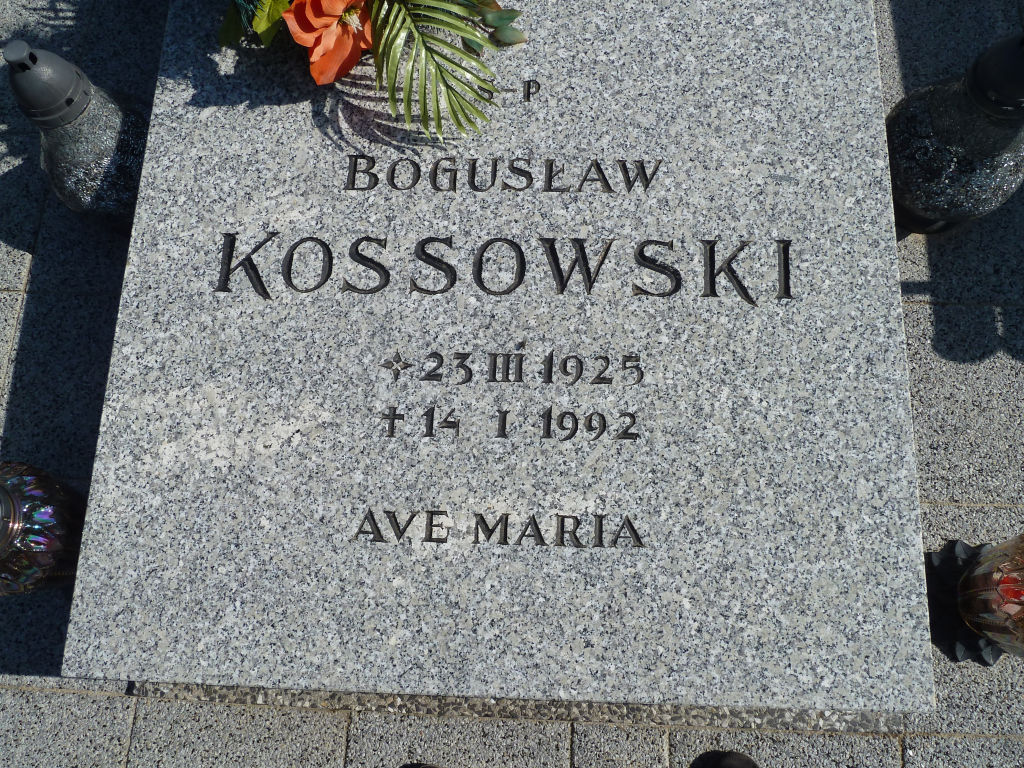 –P
BOGUSŁAW
KOSSOWSKI
23 III 1925
14 I 1992
AVE MARIA